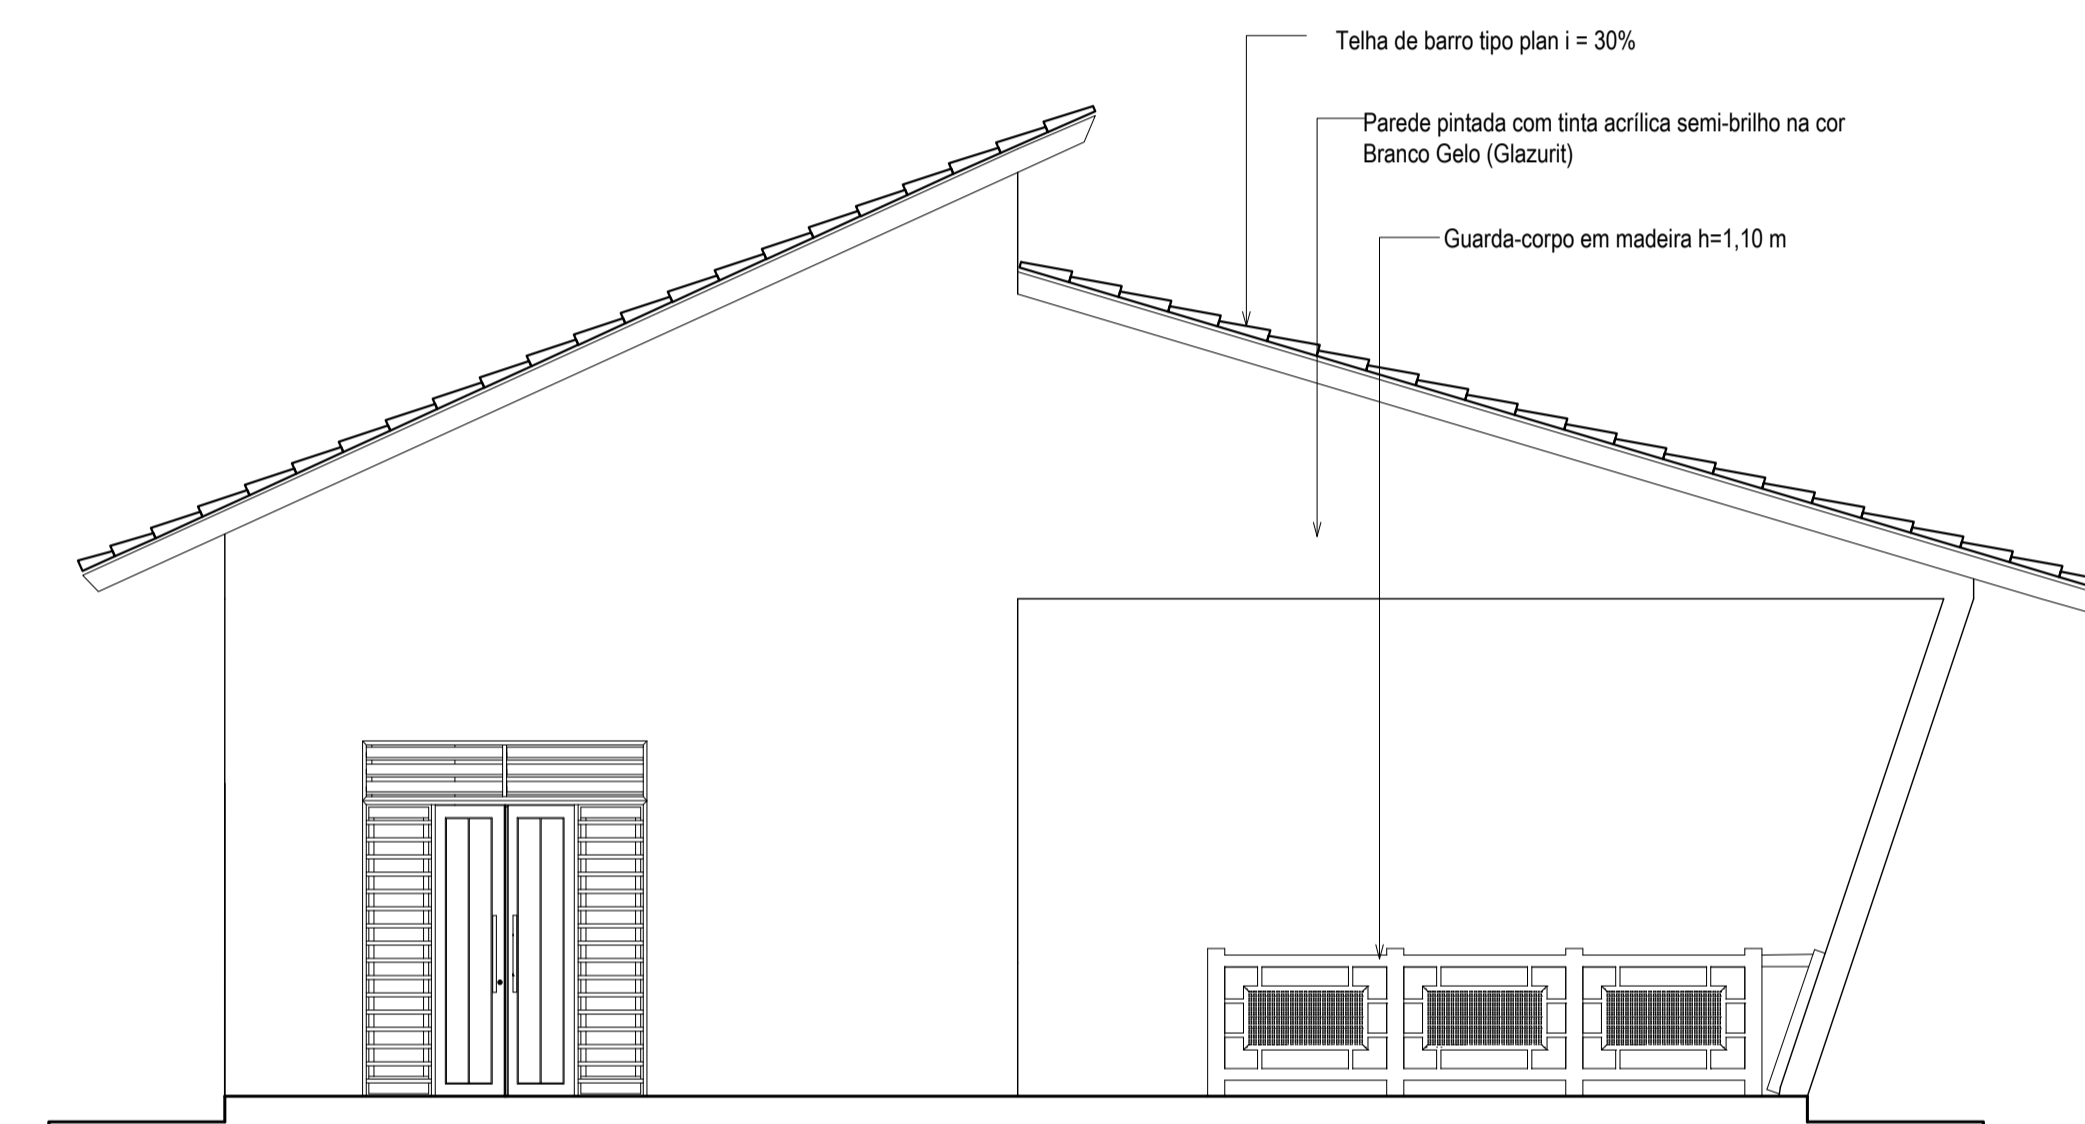 Telha de barro tipo plan i = 30%
Parede pintada com tinta acrílica semi-brilho na cor
Branco Gelo (Glazurit)
Guarda-corpo em madeira h=1,10 m